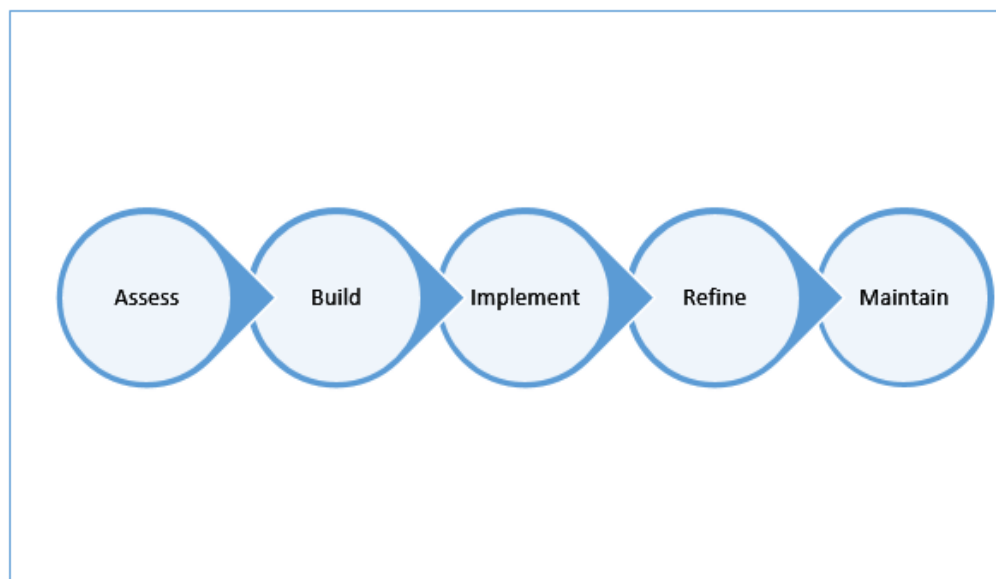 Assess
Build
Implement
Refine
Maintain